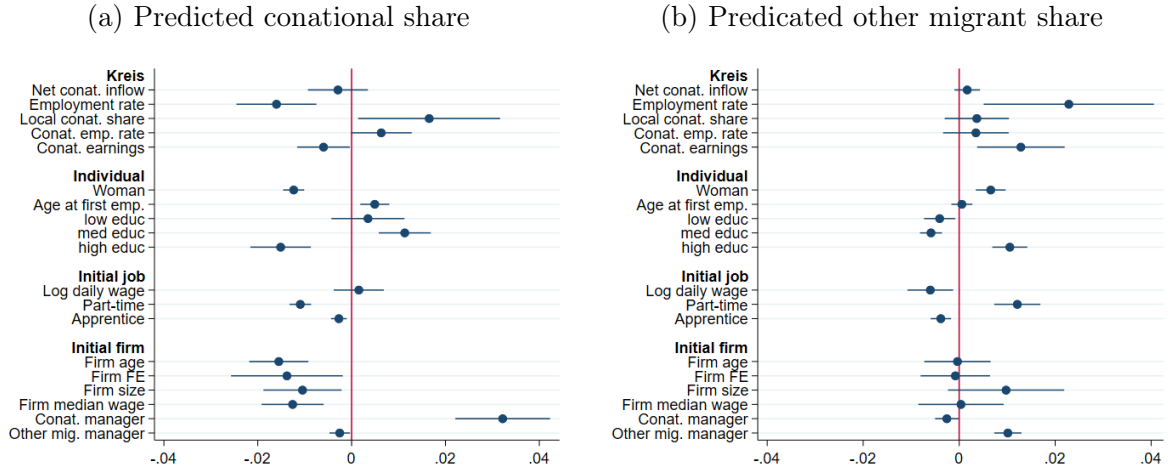 (a) Predicted conational share
Kreis
Net conat. inflow
Employment rate
Local conat. share
Conat. emp. rate
Conat. earnings
Individual
Woman
Age at first emp.
low educ
med educ
high educ
Initial job
Log daily wage
Part-time
Apprentice
Initial firm
Firm age
Firm FE
Firm size
Firm median wage
Conat. manager
Other mig. manager
-.04 -.02 0 .02 .04
(b) Predicated other migrant share
Kreis
Net conat. inflow
Employment rate
Local conat. share
Conat. emp. rate
Conat. earnings
Individual
Woman
Age at first emp.
low educ
med educ
high educ
Initial job
Log daily wage
Part-time
Apprentice
Initial firm
Firm age
Firm FE
Firm size
Firm median wage
Conat. manager
Other mig. manager
-.04 -.02 0 .02 .04